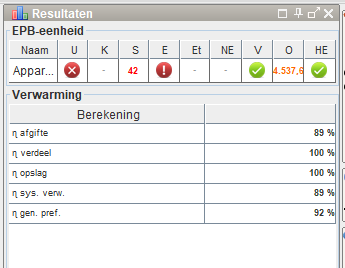 Resultaten
EPB-eenheid
Naam U K S E Et NE V O HE
Appar... - 42 - - 4.537,6
Verwarming
Berekening
η afgifte 89 %
η verdeel 100 %
η opslag 100 %
η sys. verw. 89 %
η gen. pref. 92 %